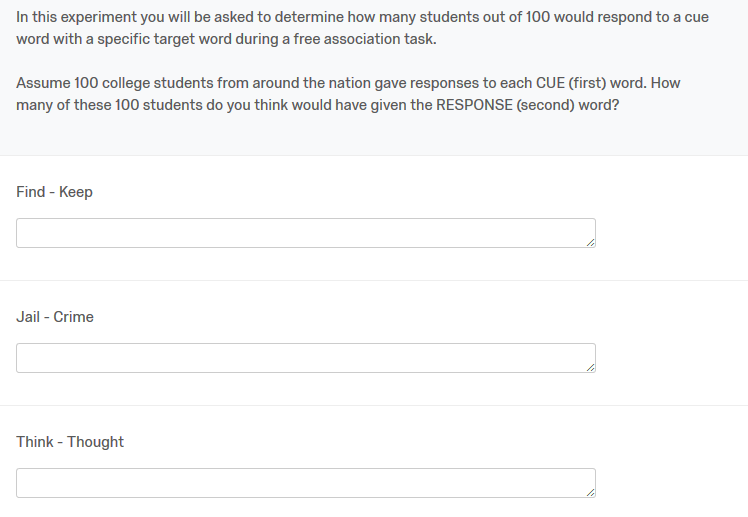 In this experiment you will be asked to determine how many students out of 100 would respond to a cue
word with a specific target word during a free association task.
Assume 100 college students from around the nation gave responses to each CUE (first) word. How
many of these 100 students do you think would have given the RESPONSE (second) word?
Find - Keep
Jail - Crime
Think - Thought